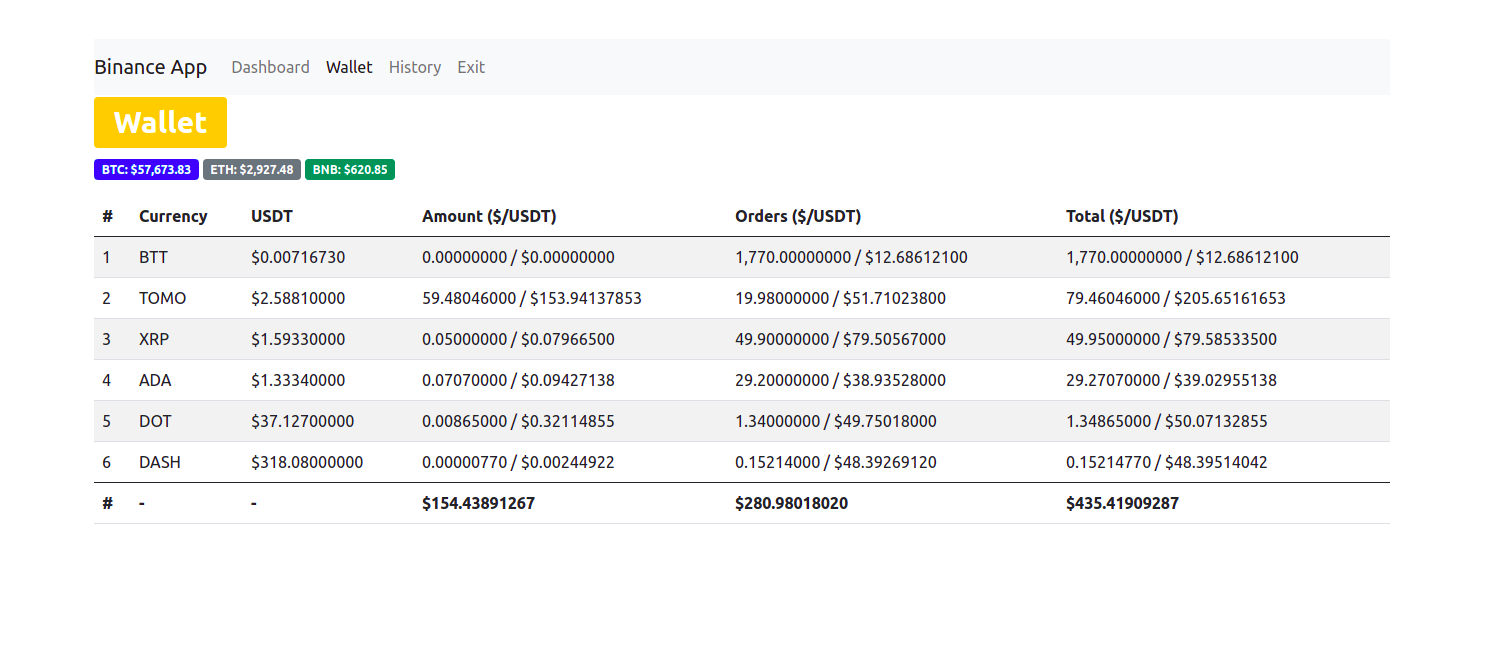 Binance App Dashboard Wallet History Exit
Wallet
BTC: $57,673.83 ETH: $2,927.48 BNB: $620.85
# Currency USDT Amount ($/USDT) Orders ($/USDT) Total ($/USDT)
1 BTT $0.00716730 0.00000000 / $0.00000000 1,770.00000000 / $12.68612100 1,770.00000000 / $12.68612100
2 TOMO $2.58810000 59.48046000 / $153.94137853 19.98000000 / $51.71023800 79.46046000 / $205.65161653
3 XRP $1.59330000 0.05000000 / $0.07966500 49.90000000 / $79.50567000 49.95000000 / $79.58533500
4 ADA $1.33340000 0.07070000 / $0.09427138 29.20000000 / $38.93528000 29.27070000 / $39.02955138
5 DOT $37.12700000 0.00865000 / $0.32114855 1.34000000 / $49.75018000 1.34865000 / $50.07132855
6 DASH $318.08000000 0.00000770 / $0.00244922 0.15214000 / $48.39269120 0.15214770 / $48.39514042
# - - $154.43891267 $280.98018020 $435.41909287